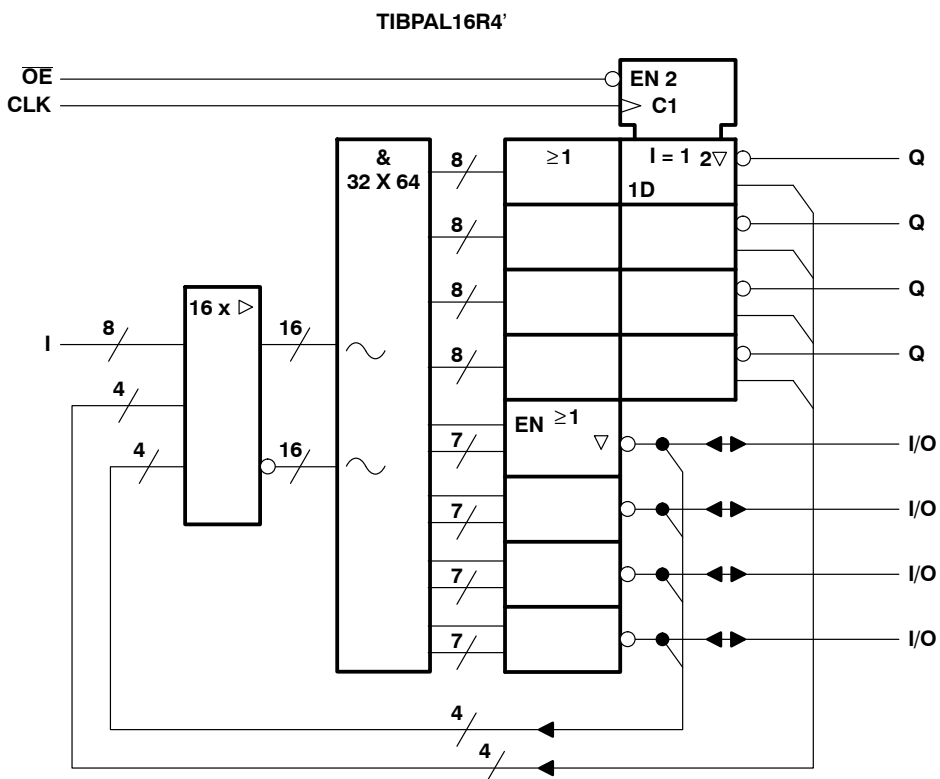 TIBPAL16R4’
O̅E̅
EN 2
CLK
C1
&
32 X 64
8
≥1
I = 1 2▽
Q
1D
8
Q
8
Q
16 x ▷
I
8
16
8
Q
4
EN ≥1
▽
7
I/O
4
16
7
I/O
7
I/O
7
I/O
4
4